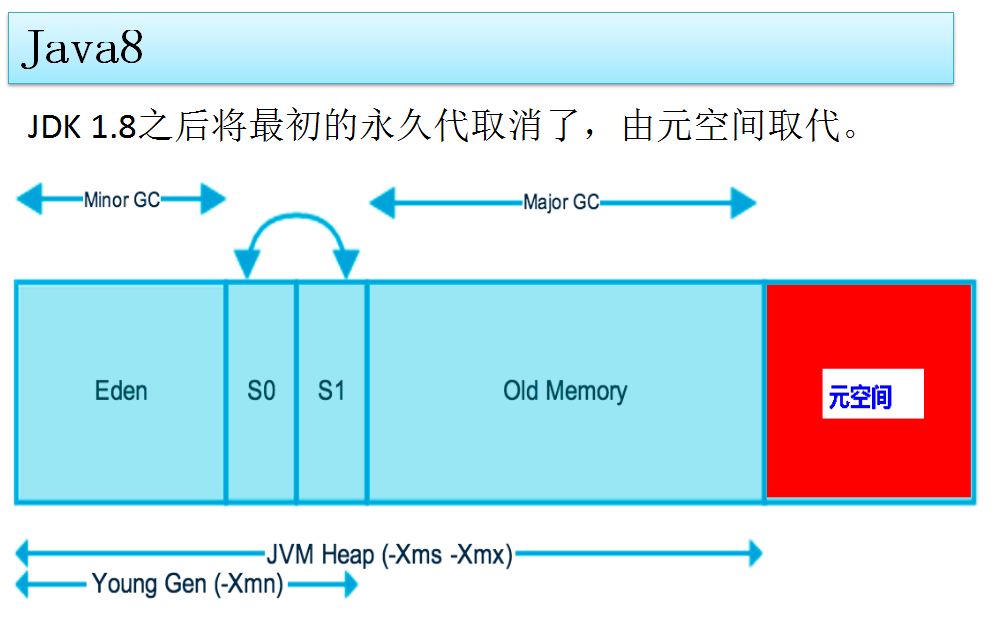 Java8
JDK 1.8之后将最初的永久代取消了，由元空间取代。
Minor GC
Major GC
Eden
S0
S1
Old Memory
元空间
JVM Heap (-Xms -Xmx)
Young Gen (-Xmn)